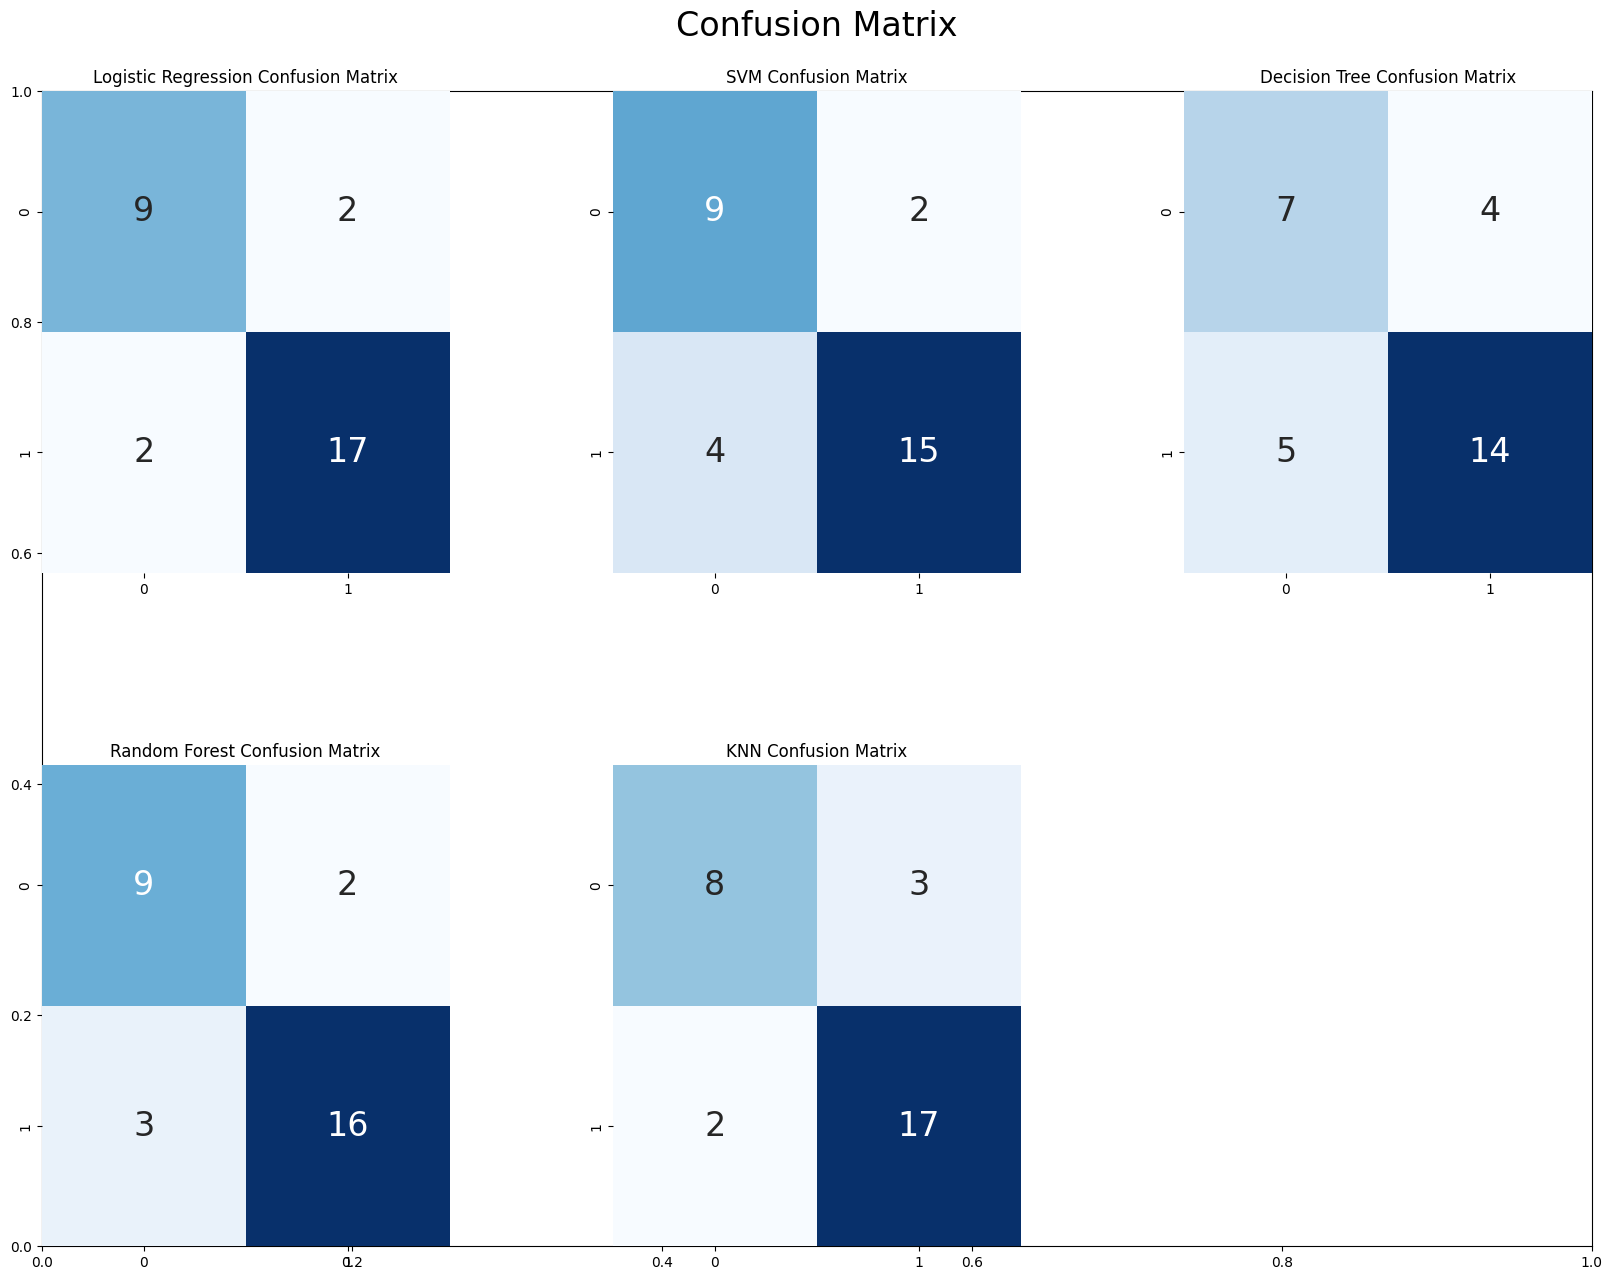 Confusion Matrix
Logistic Regression Confusion Matrix
SVM Confusion Matrix
Decision Tree Confusion Matrix
1.0
0 9 2
0 9 2
0 7 4
0.8
1 2 17
1 4 15
1 5 14
0.6
0 1
0 1
0 1
Random Forest Confusion Matrix
KNN Confusion Matrix
0.4
0 9 2
0 8 3
0.2
1 3 16
1 2 17
0.0
0.0 0 1 0.2 0.4 0 1 0.6 0.8 1.0